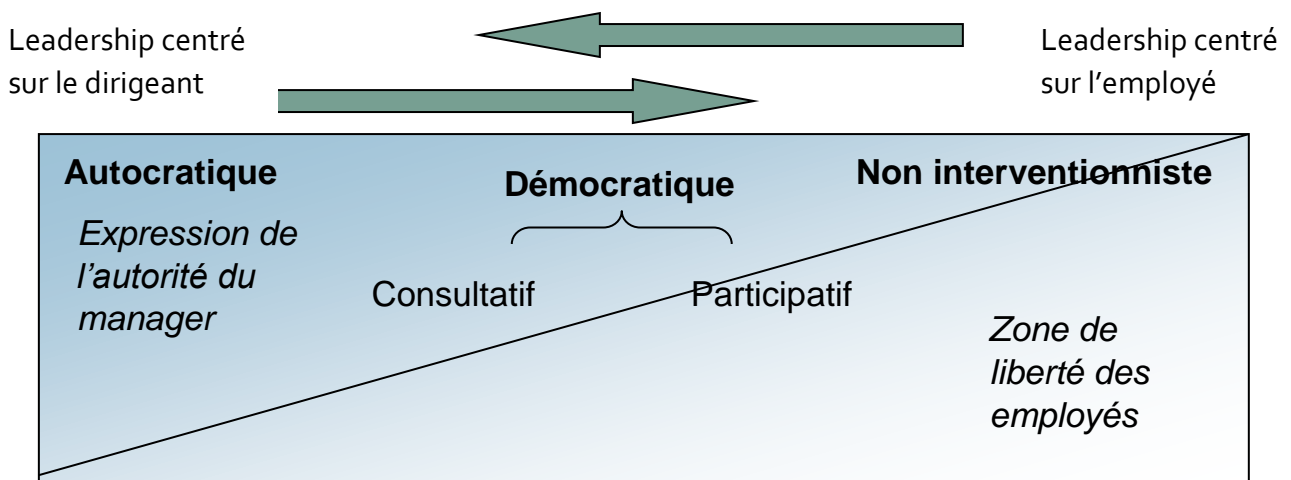 Leadership centré
sur le dirigeant
Leadership centré
sur l’employé
Autocratique
Démocratique
Non interventionniste
Expression de
l’autorité du
manager
Consultatif
Participatif
Zone de
liberté des
employés